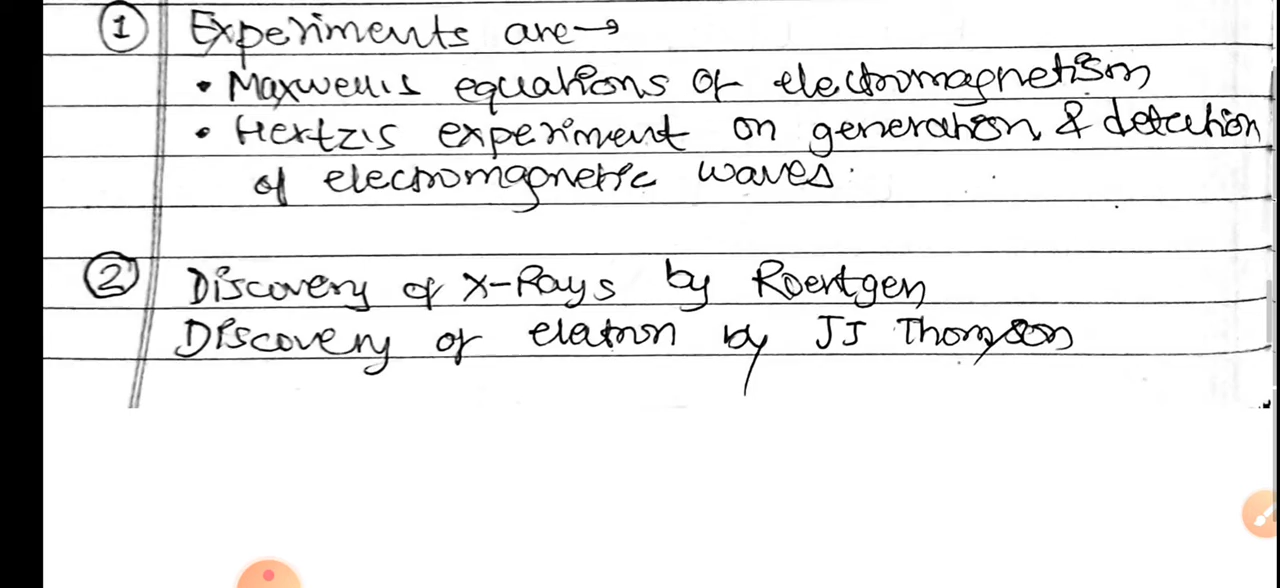 ① Experiments are →
• Maxwell's equations of electromagnetism
• Hertz's experiment on generation & detection
of electromagnetic waves.
② Discovery of X-Rays by Roentgen
Discovery of electron by JJ Thomson